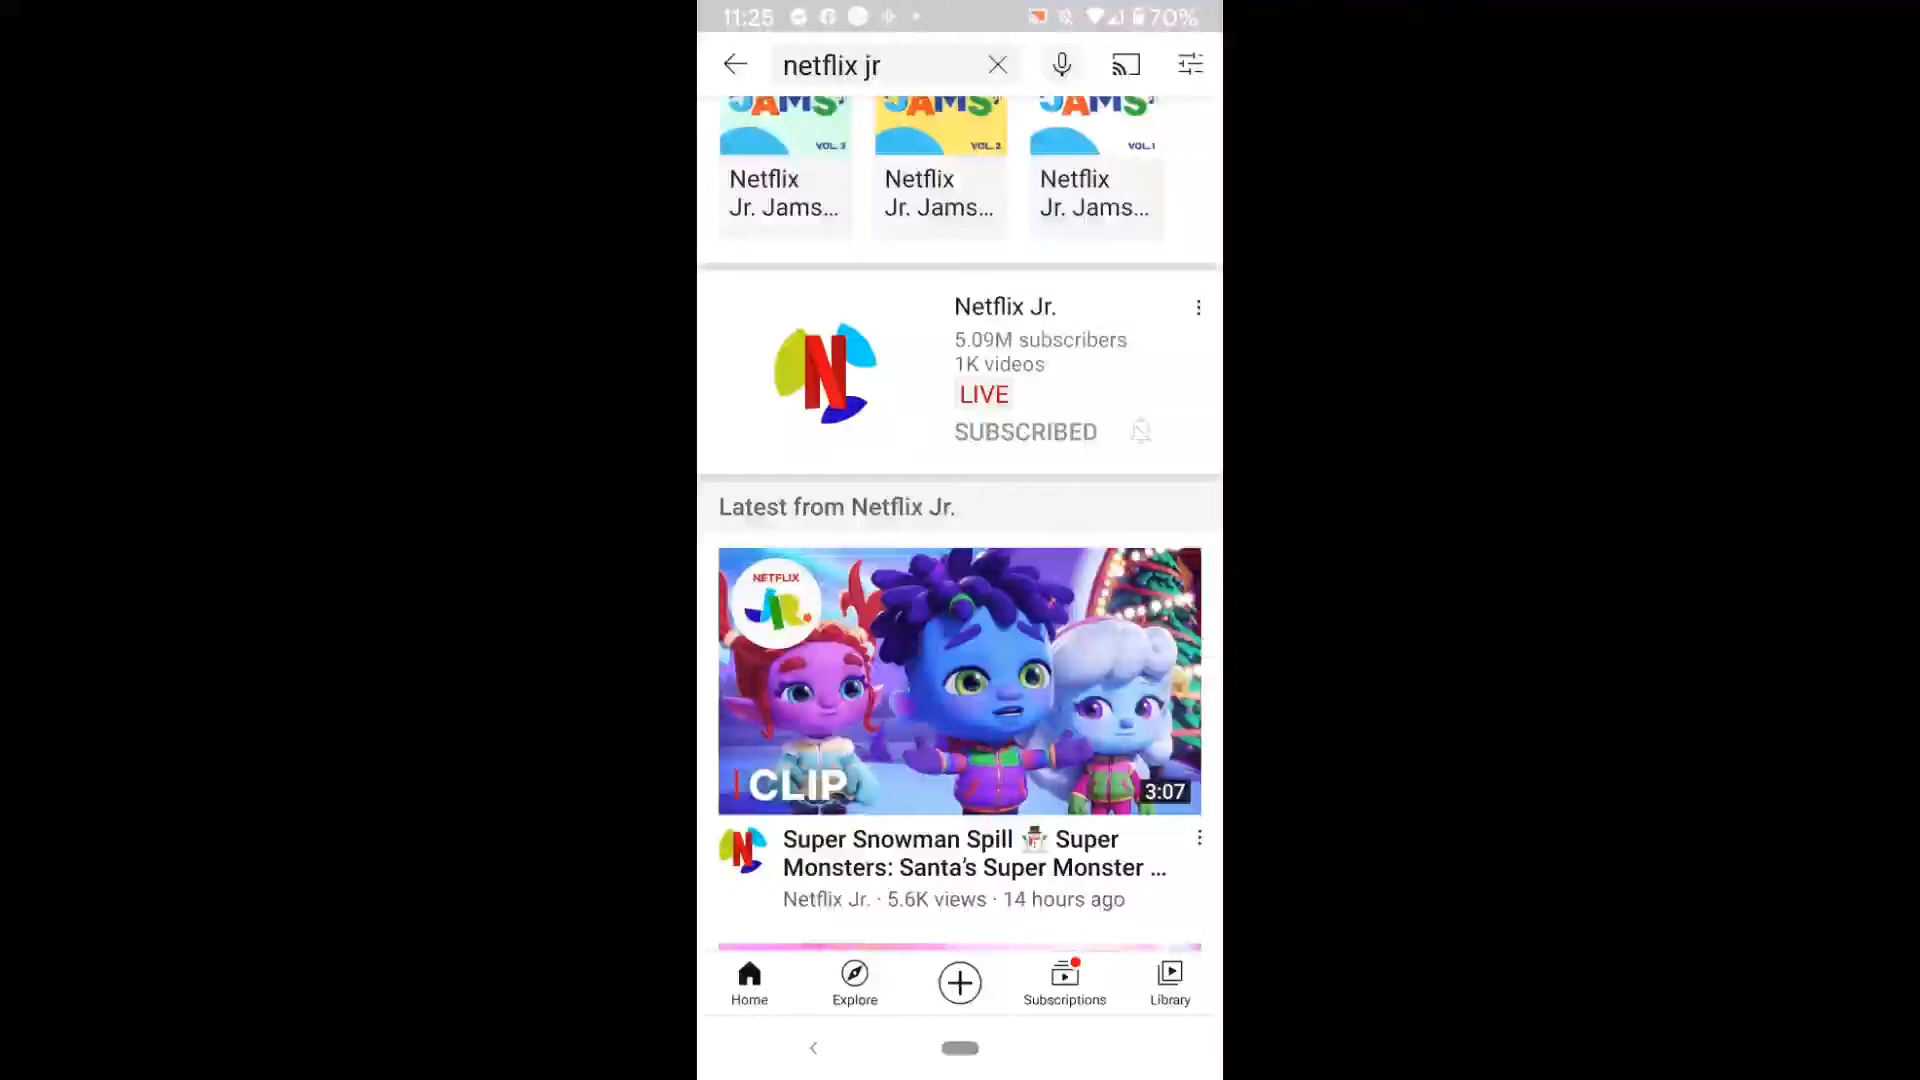 11:25
70%
netflix jr
JAMS JAMS JAMS
VOL. 3 VOL. 2 VOL. 1
Netflix
Jr. Jams...
Netflix
Jr. Jams...
Netflix
Jr. Jams...
Netflix Jr.
5.09M subscribers
1K videos
LIVE
SUBSCRIBED
Latest from Netflix Jr.
NETFLIX
JR.
CLIP
3:07
Super Snowman Spill ⛄ Super
Monsters: Santa’s Super Monster ...
Netflix Jr. · 5.6K views · 14 hours ago
Home Explore Subscriptions Library